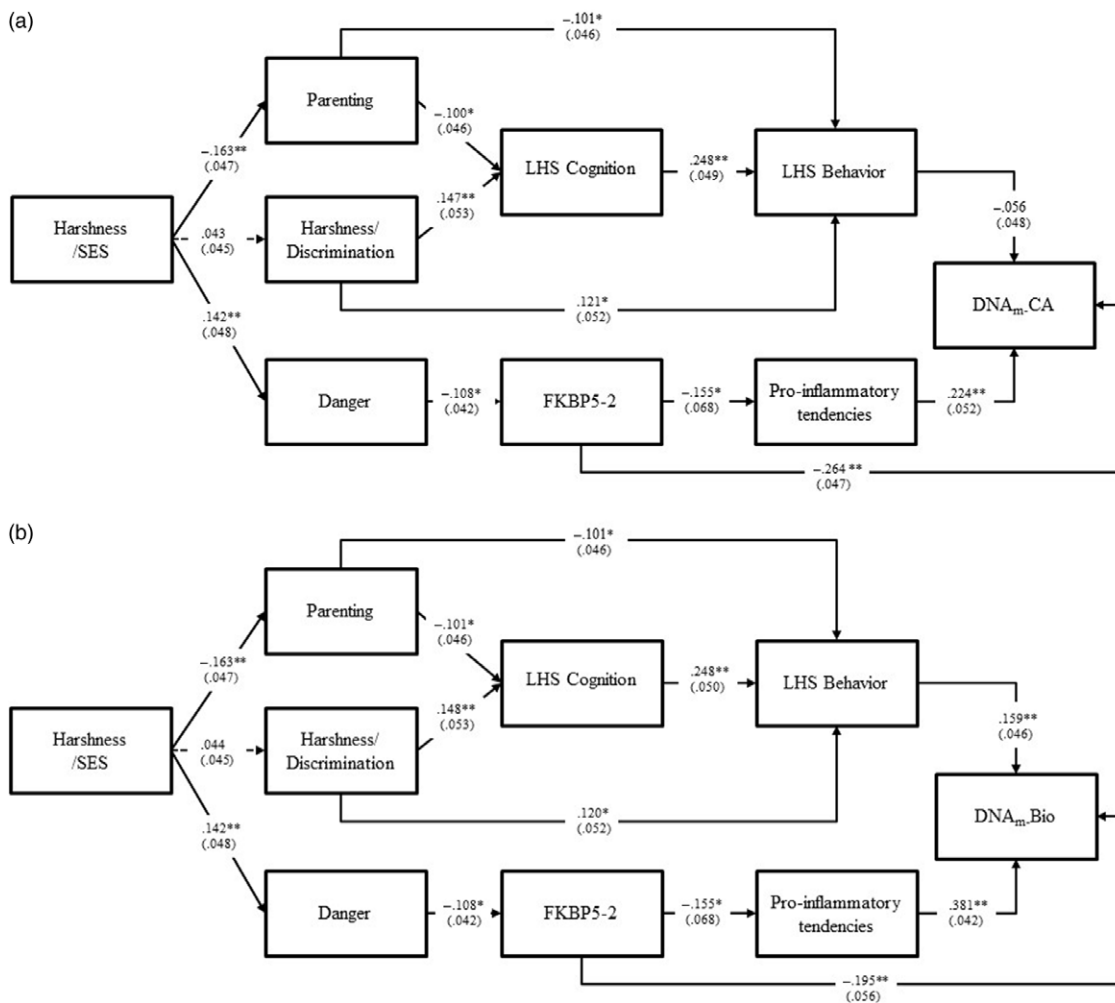 (a)
–.101*
(.046)
Parenting
–.100*
(.046)
–.163**
(.047)
LHS Cognition
.248**
(.049)
LHS Behavior
.147**
(.053)
–.056
(.048)
Harshness
/SES
.043
(.045)
Harshness/
Discrimination
.121*
(.052)
DNAm-CA
.142**
(.048)
Danger
–.108*
(.042)
FKBP5-2
–.155*
(.068)
Pro-inflammatory
tendencies
.224**
(.052)
–.264**
(.047)
(b)
–.101*
(.046)
Parenting
–.101*
(.046)
–.163**
(.047)
LHS Cognition
.248**
(.050)
LHS Behavior
.148**
(.053)
.159**
(.046)
Harshness
/SES
.044
(.045)
Harshness/
Discrimination
.120*
(.052)
DNAm-Bio
.142**
(.048)
Danger
–.108*
(.042)
FKBP5-2
–.155*
(.068)
Pro-inflammatory
tendencies
.381**
(.042)
–.195**
(.056)